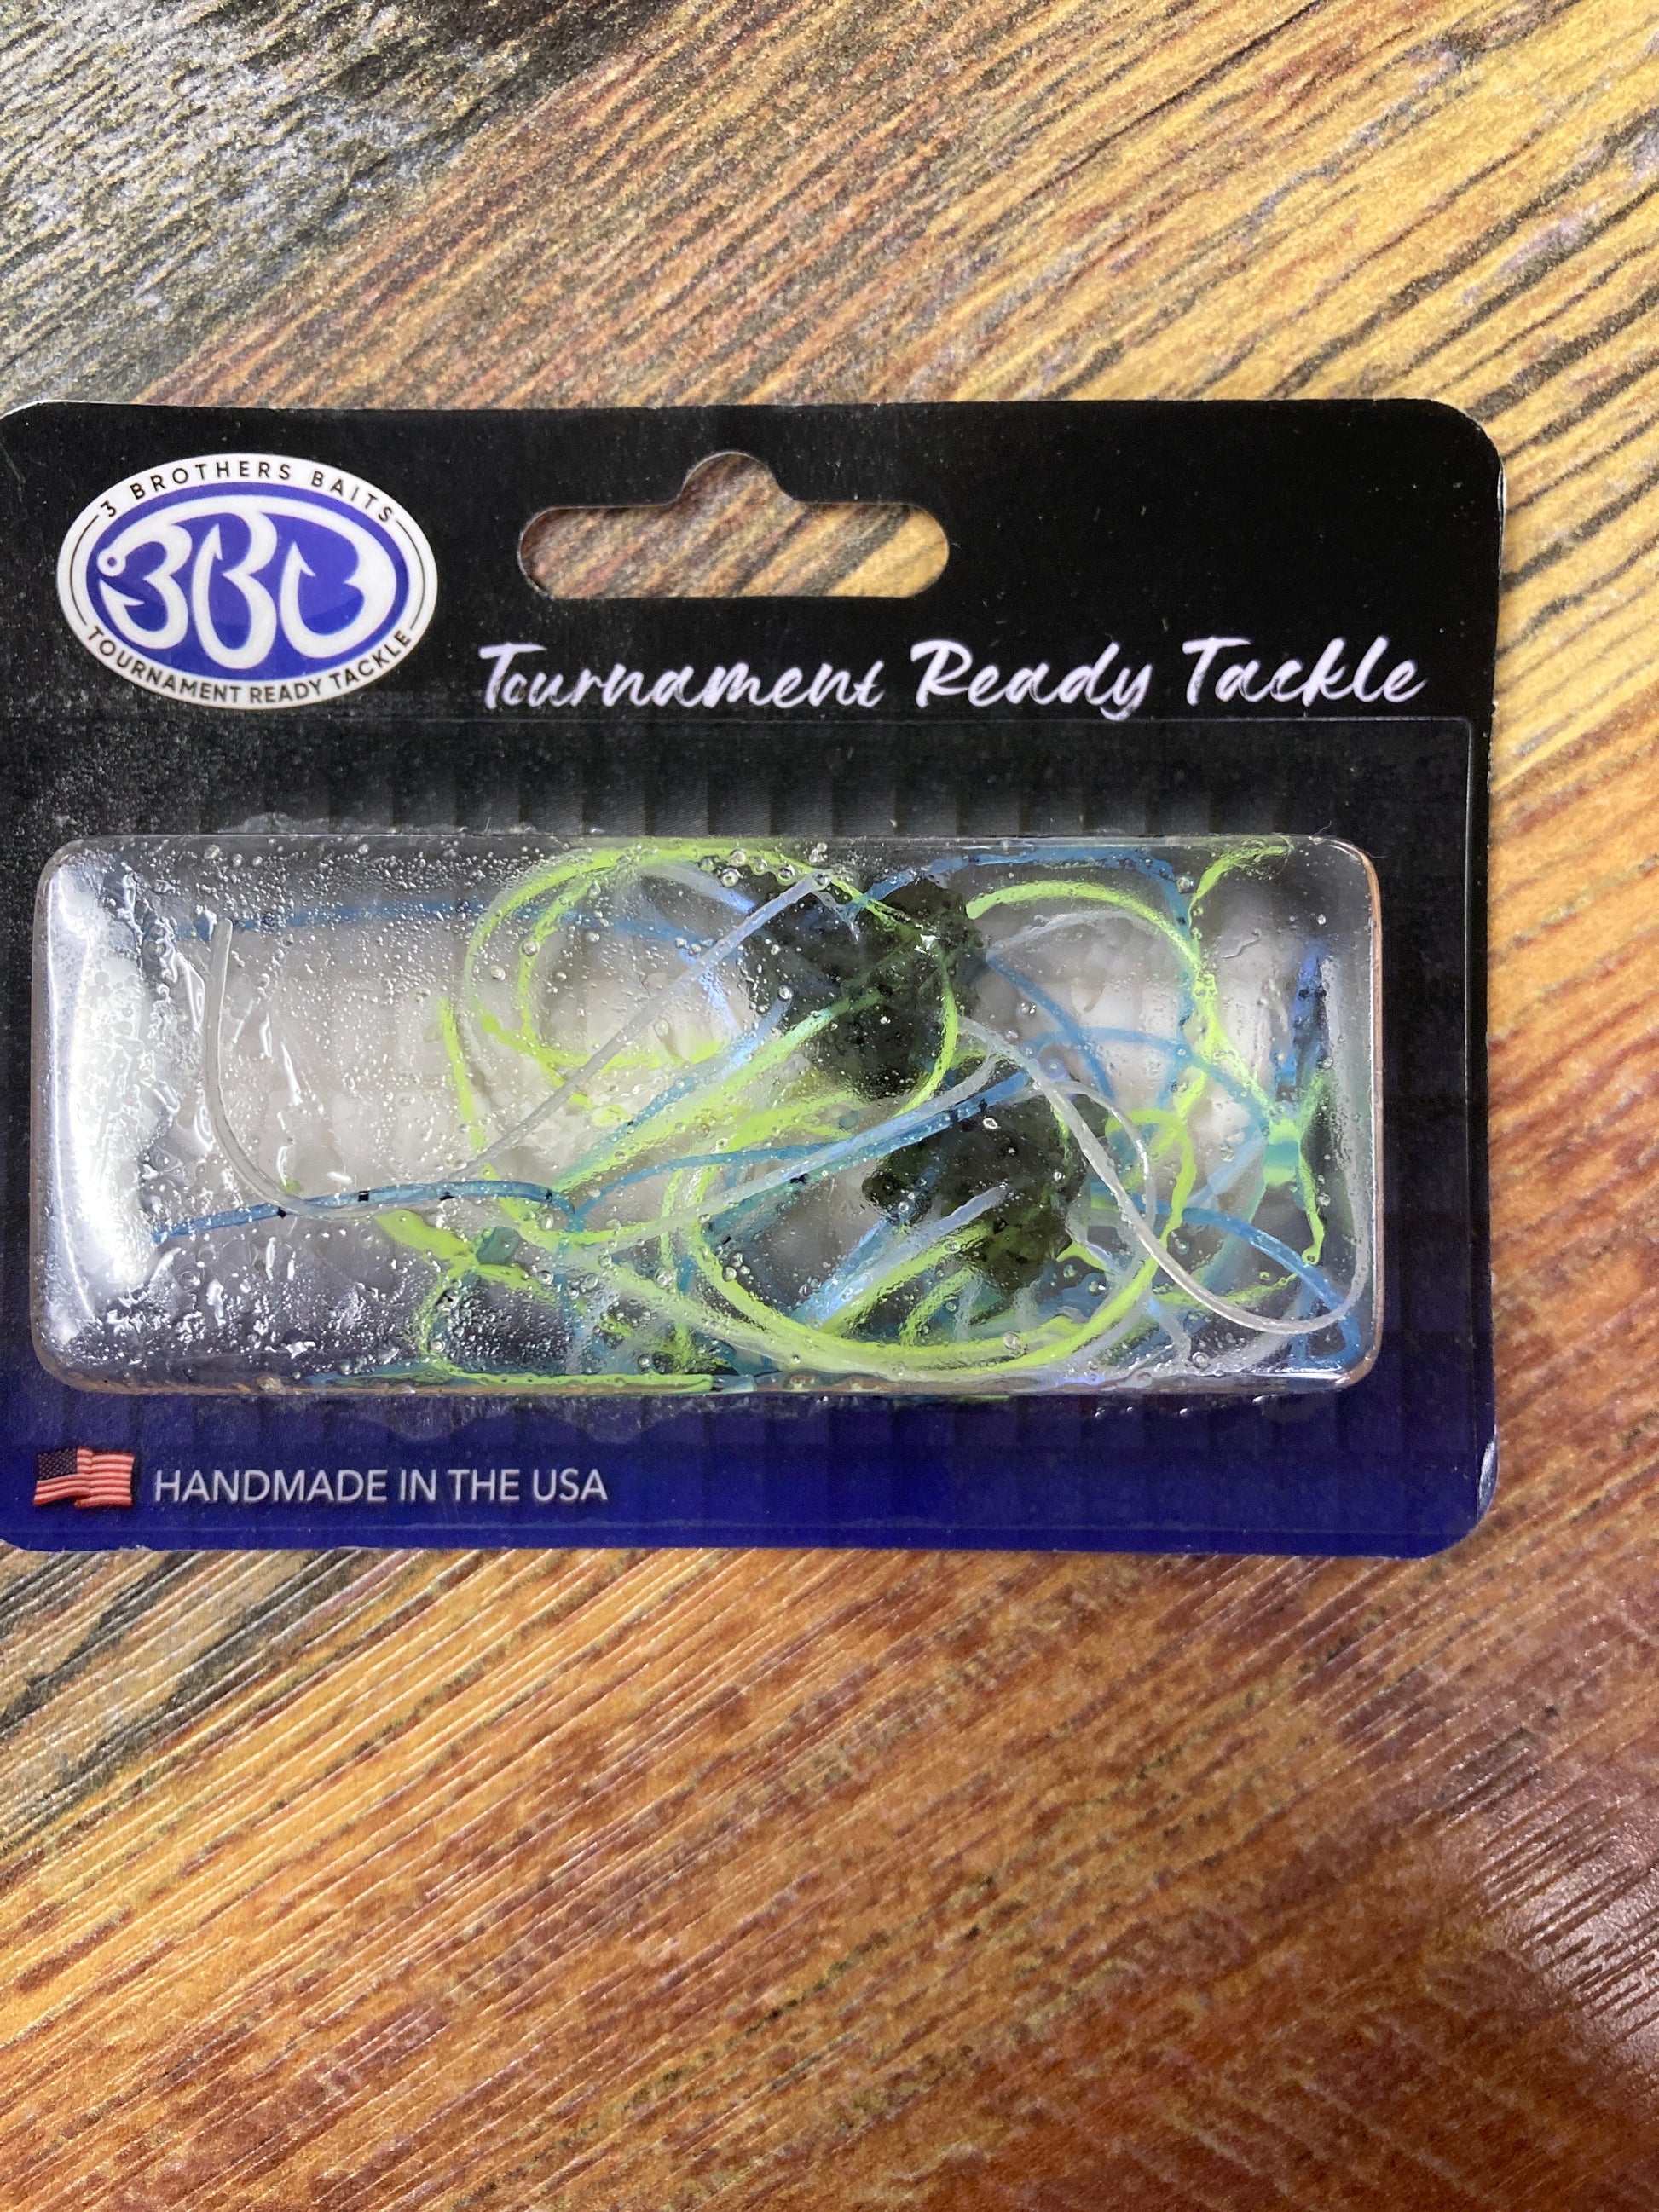 3 BROTHERS BAITS
3BB
TOURNAMENT READY TACKLE
Tournament Ready Tackle
HANDMADE IN THE USA